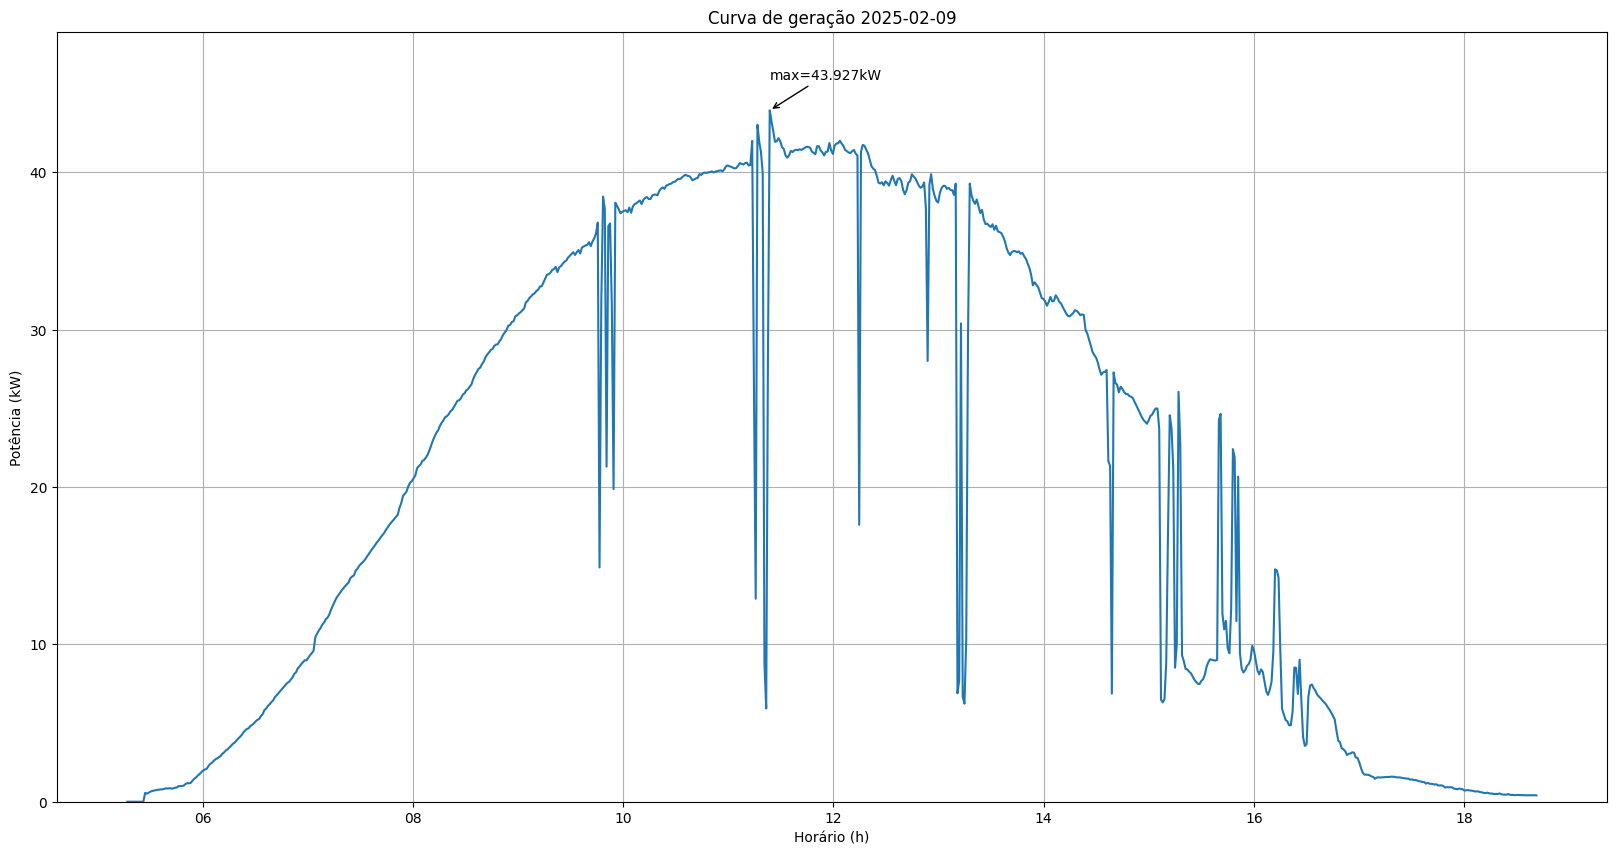 Curva de geração 2025-02-09
max=43.927kW
40
30
20
10
0
Potência (kW)
06 08 10 12 14 16 18
Horário (h)